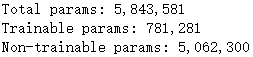 Total params: 5,843,581
Trainable params: 781,281
Non-trainable params: 5,062,300